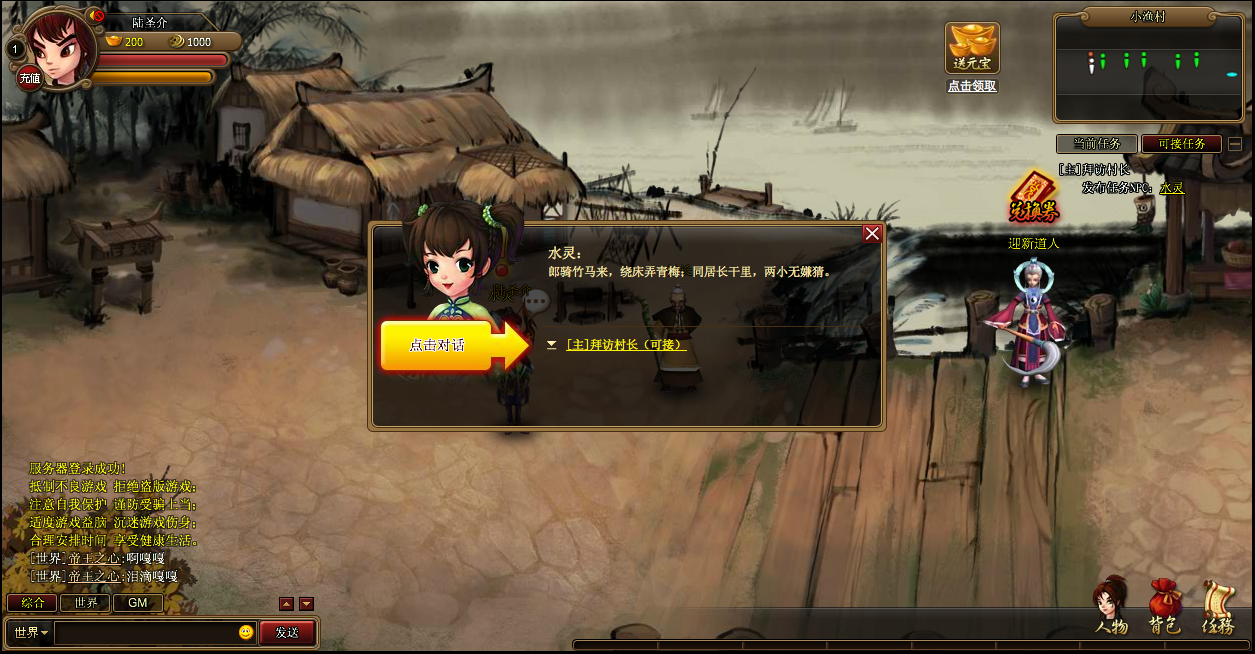 陆圣介
200
1000
1
充值
送元宝
点击领取
小渔村
当前任务
可接任务
[主]拜访村长
发布任务NPC: 水灵
兑换券
迎新道人
水灵：
郎骑竹马来，绕床弄青梅；同居长干里，两小无嫌猜。
点击对话
[主]拜访村长（可接）
服务器登录成功！
抵制不良游戏 拒绝盗版游戏；
注意自我保护 谨防受骗上当；
适度游戏益脑 沉迷游戏伤身；
合理安排时间 享受健康生活。
[世界]帝王之心:啊嘎嘎
[世界]帝王之心:泪滴嘎嘎
综合
世界
GM
世界
发送
人物
背包
任務